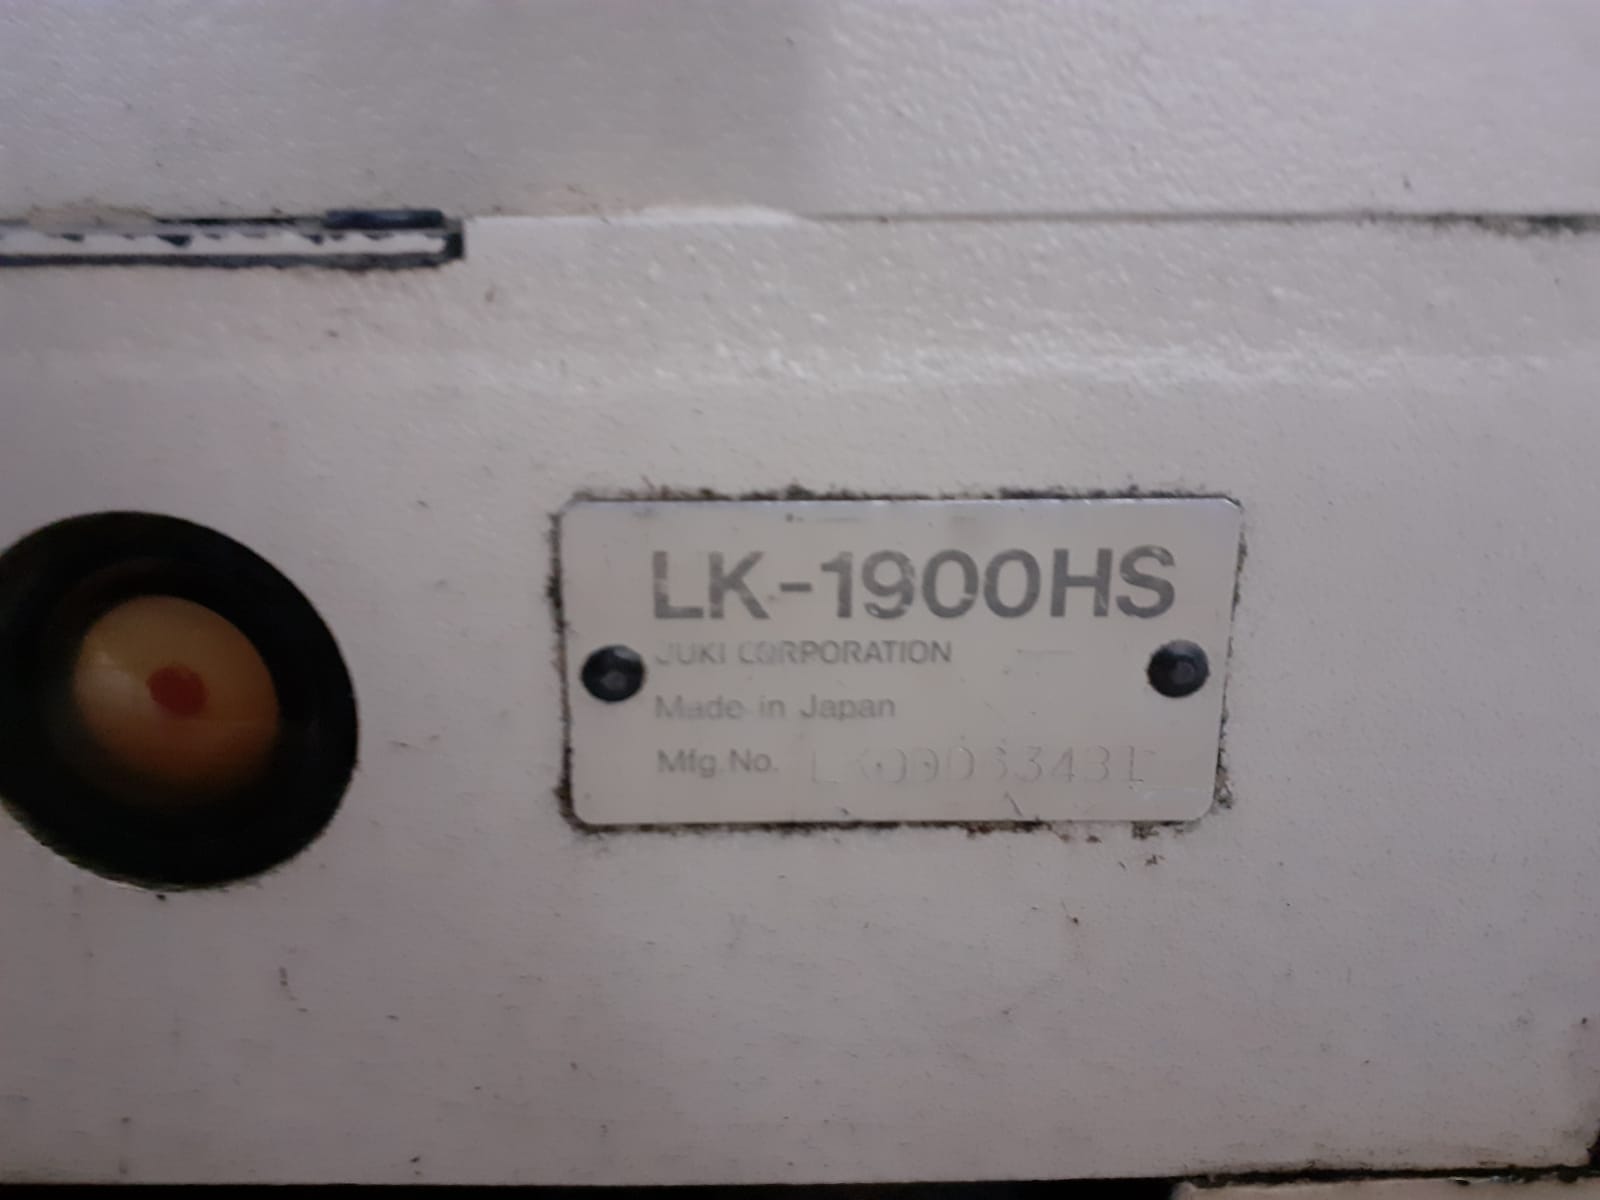 LK-1900HS
JUKI CORPORATION
Made in Japan
Mfg. No.